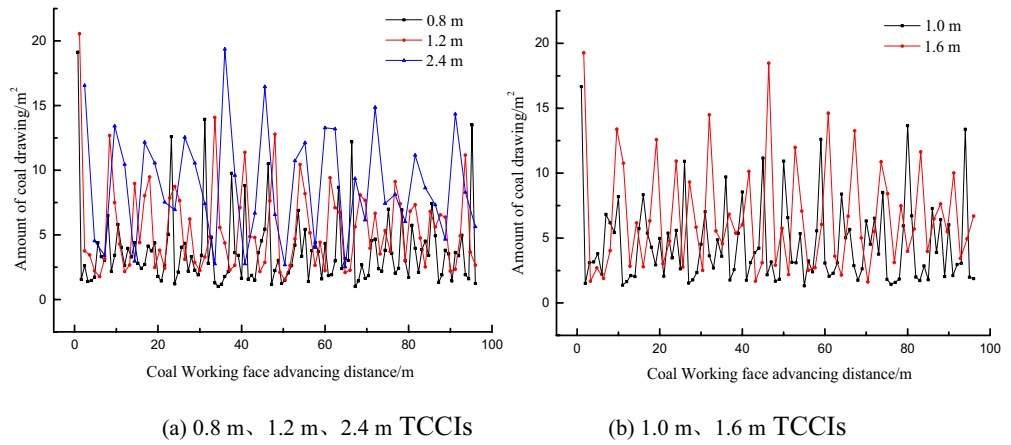 0.8 m
1.2 m
2.4 m
20
15
10
5
0
Amount of coal drawing/m²
0 20 40 60 80 100
Coal Working face advancing distance/m
(a) 0.8 m、1.2 m、2.4 m TCCIs
1.0 m
1.6 m
20
15
10
5
0
Amount of coal drawing/m²
0 20 40 60 80 100
Coal Working face advancing distance/m
(b) 1.0 m、1.6 m TCCIs